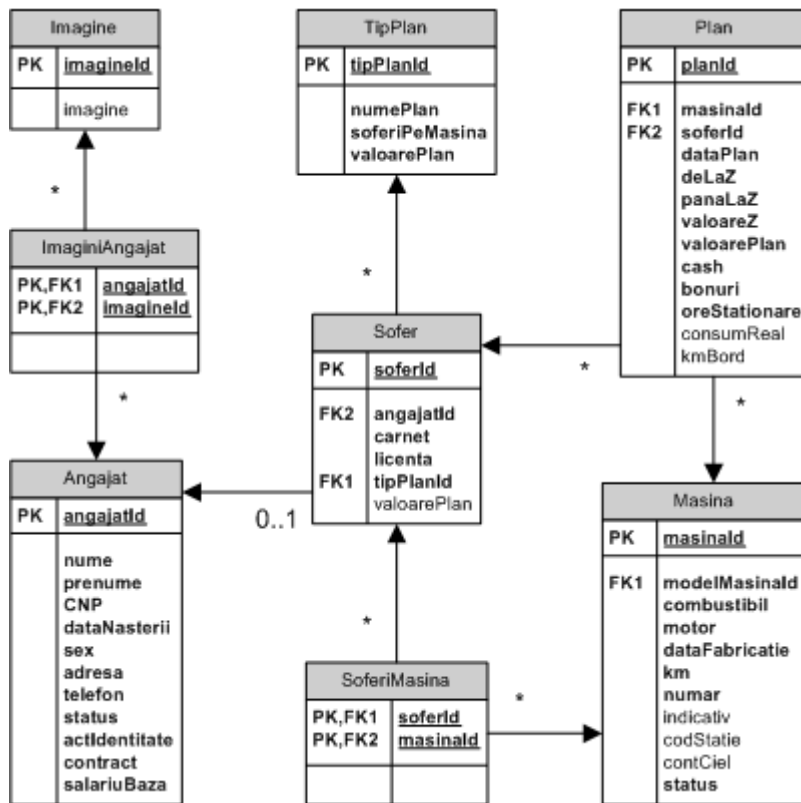 Imagine
PK imagineId
imagine
*
ImaginiAngajat
PK,FK1 angajatId
PK,FK2 imagineId
*
Angajat
PK angajatId
nume
prenume
CNP
dataNasterii
sex
adresa
telefon
status
actIdentitate
contract
salariuBaza
TipPlan
PK tipPlanId
numePlan
soferiPeMasina
valoarePlan
*
Sofer
PK soferId
FK2 angajatId
carnet
licenta
FK1 tipPlanId
valoarePlan
0..1
*
SoferiMasina
PK,FK1 soferId
PK,FK2 masinaId
*
Plan
PK planId
FK1 masinaId
FK2 soferId
dataPlan
deLaZ
panaLaZ
valoareZ
valoarePlan
cash
bonuri
oreStationare
consumReal
kmBord
*
*
Masina
PK masinaId
FK1 modelMasinaId
combustibil
motor
dataFabricatie
km
numar
indicativ
codStatie
contCiel
status